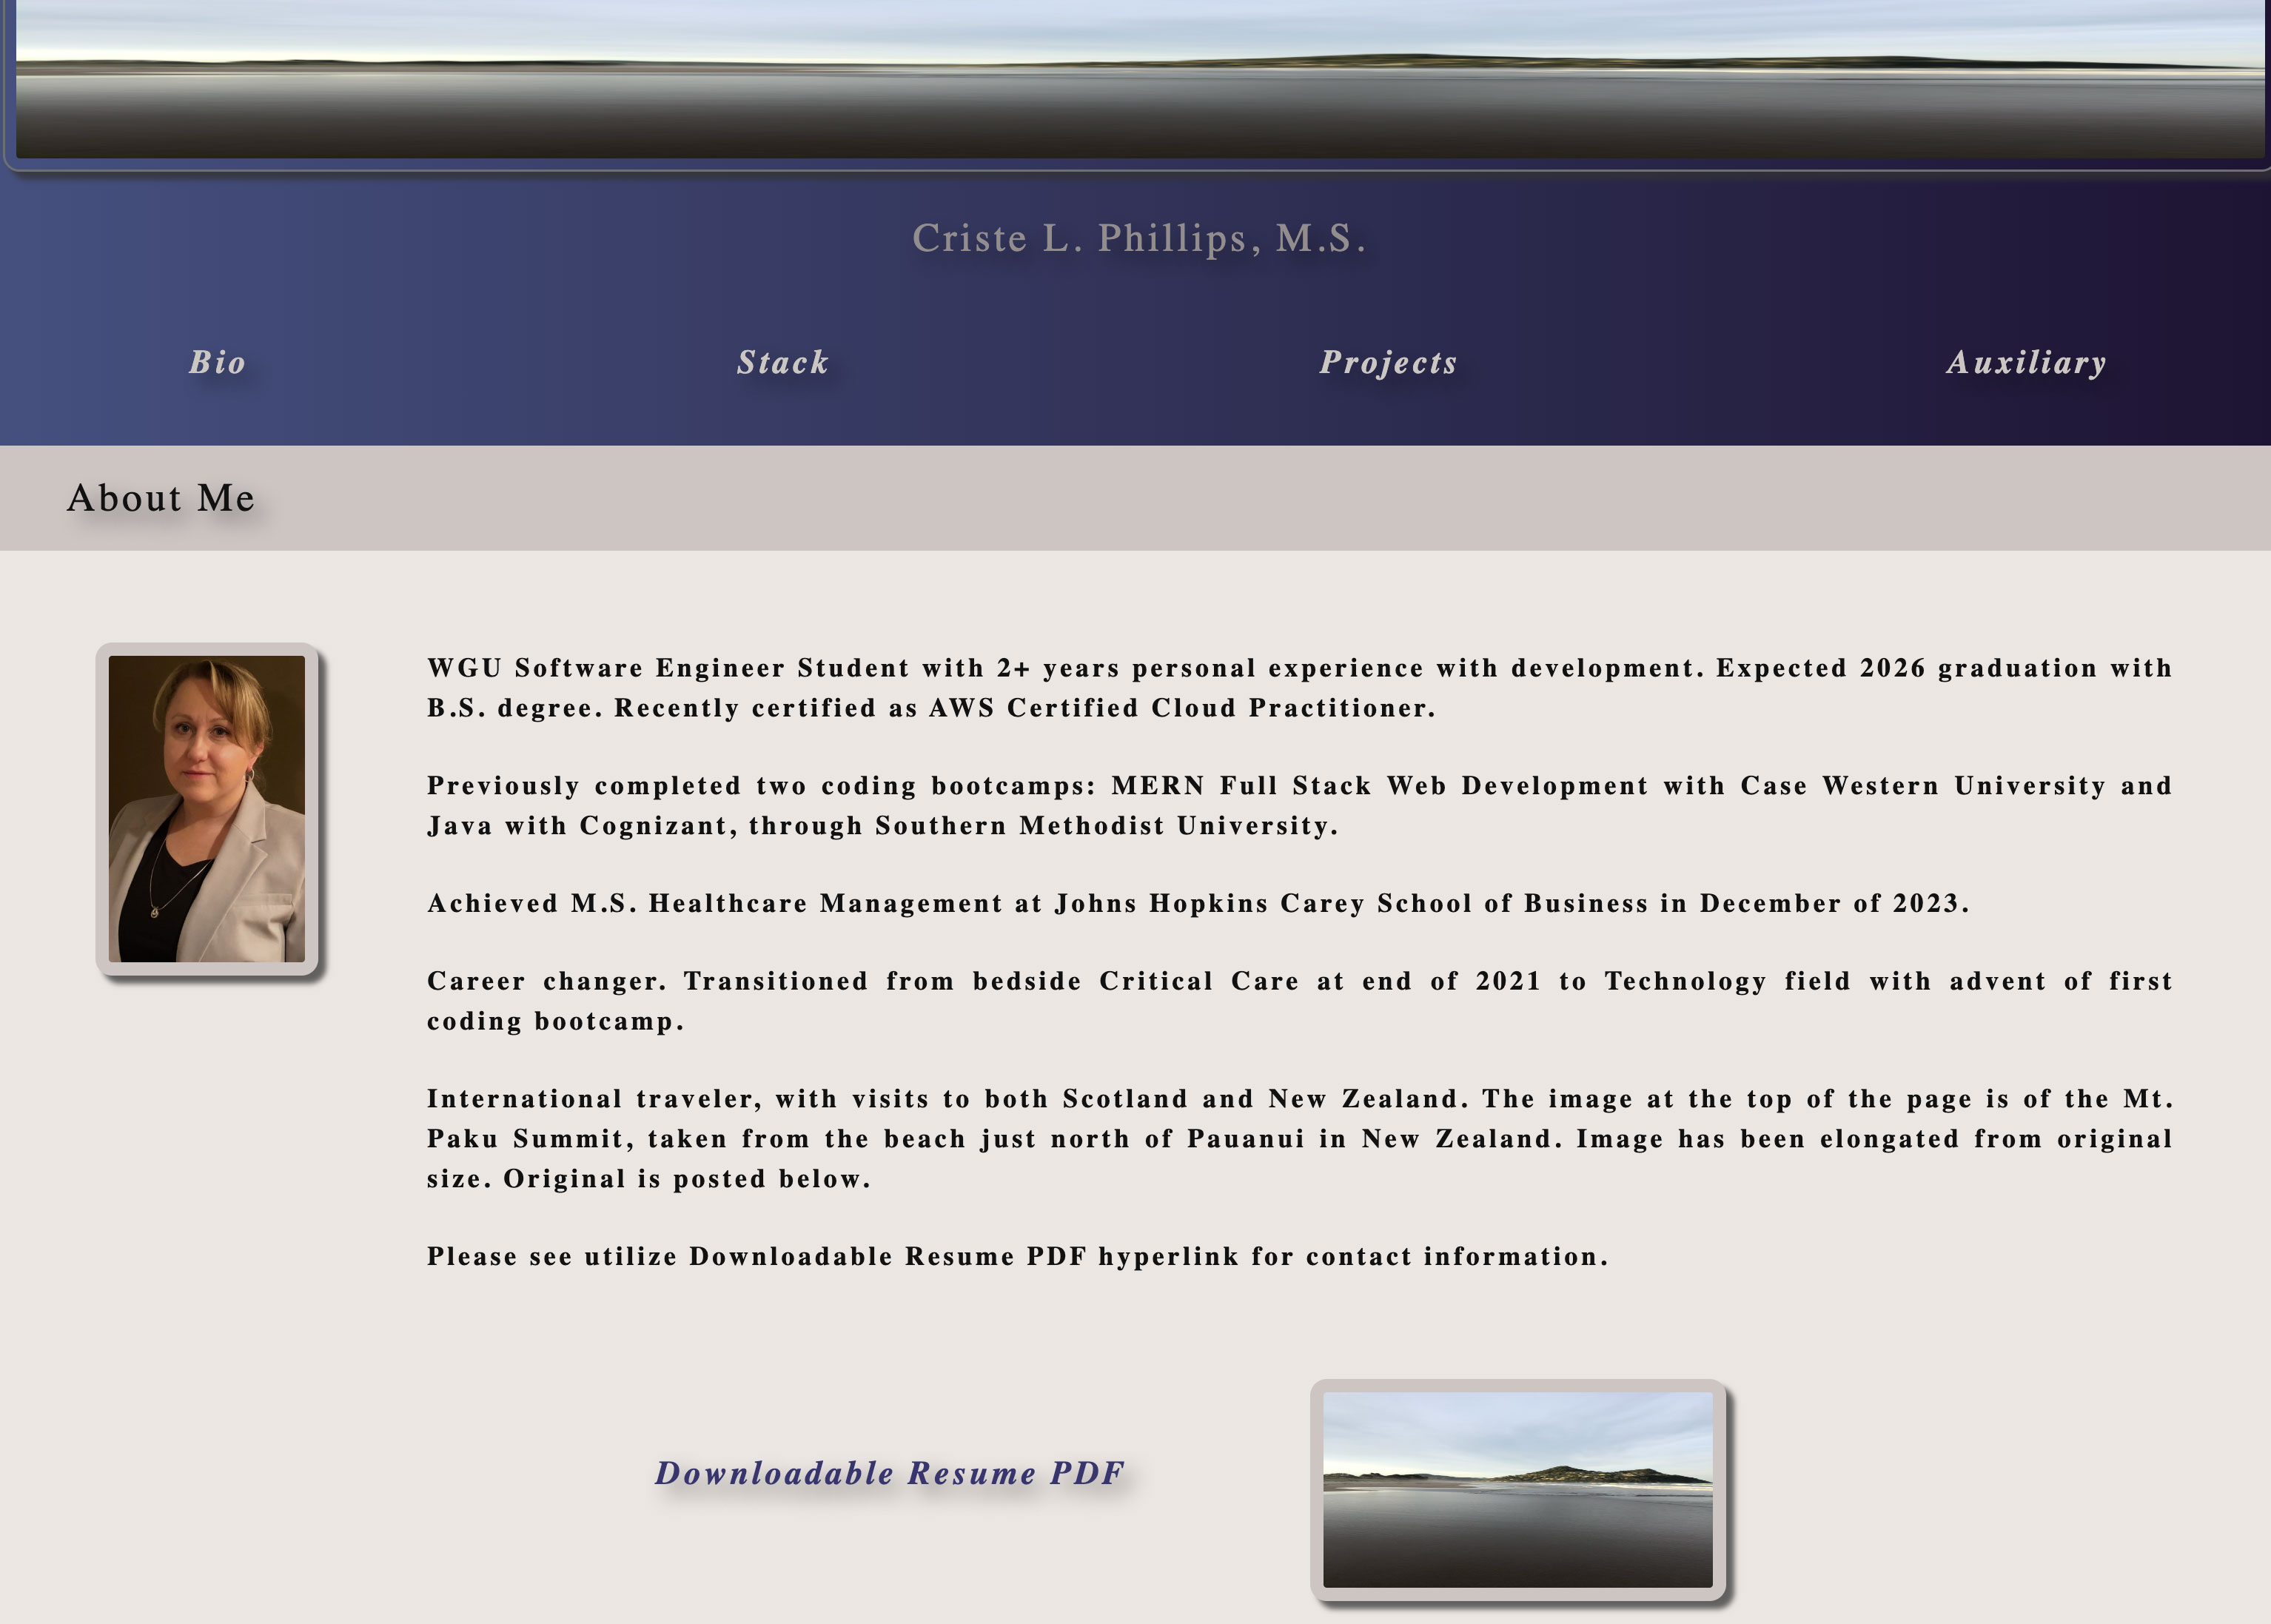 Criste L. Phillips, M.S.
Bio
Stack
Projects
Auxiliary
About Me
WGU Software Engineer Student with 2+ years personal experience with development. Expected 2026 graduation with
B.S. degree. Recently certified as AWS Certified Cloud Practitioner.
Previously completed two coding bootcamps: MERN Full Stack Web Development with Case Western University and
Java with Cognizant, through Southern Methodist University.
Achieved M.S. Healthcare Management at Johns Hopkins Carey School of Business in December of 2023.
Career changer. Transitioned from bedside Critical Care at end of 2021 to Technology field with advent of first
coding bootcamp.
International traveler, with visits to both Scotland and New Zealand. The image at the top of the page is of the Mt.
Paku Summit, taken from the beach just north of Pauanui in New Zealand. Image has been elongated from original
size. Original is posted below.
Please see utilize Downloadable Resume PDF hyperlink for contact information.
Downloadable Resume PDF